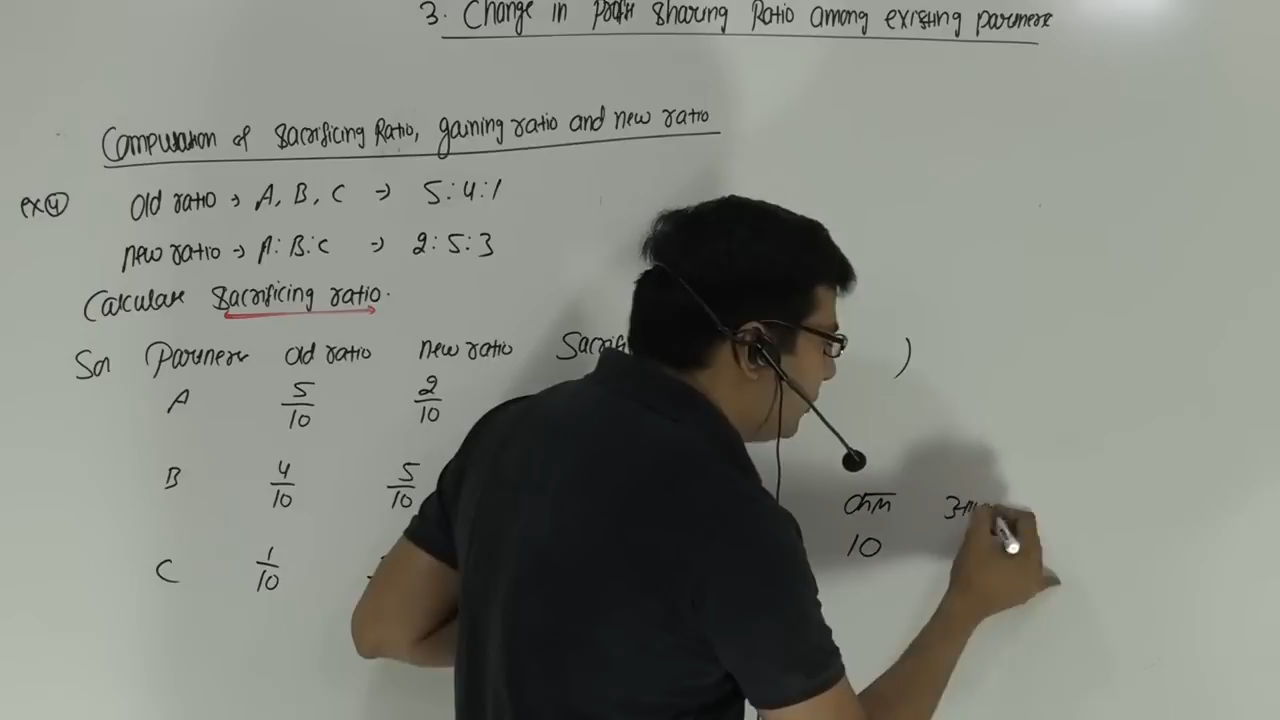 3. Change in Profit Sharing Ratio among existing partners
Computation of Sacrificing Ratio, gaining ratio and new ratio
ex④ Old ratio → A, B, C → 5:4:1
new ratio → A:B:C → 2:5:3
Calculate Sacrificing ratio.
Sol Partners old ratio new ratio )
A 5/10 2/10
B 4/10 5/10
10
C 1/10